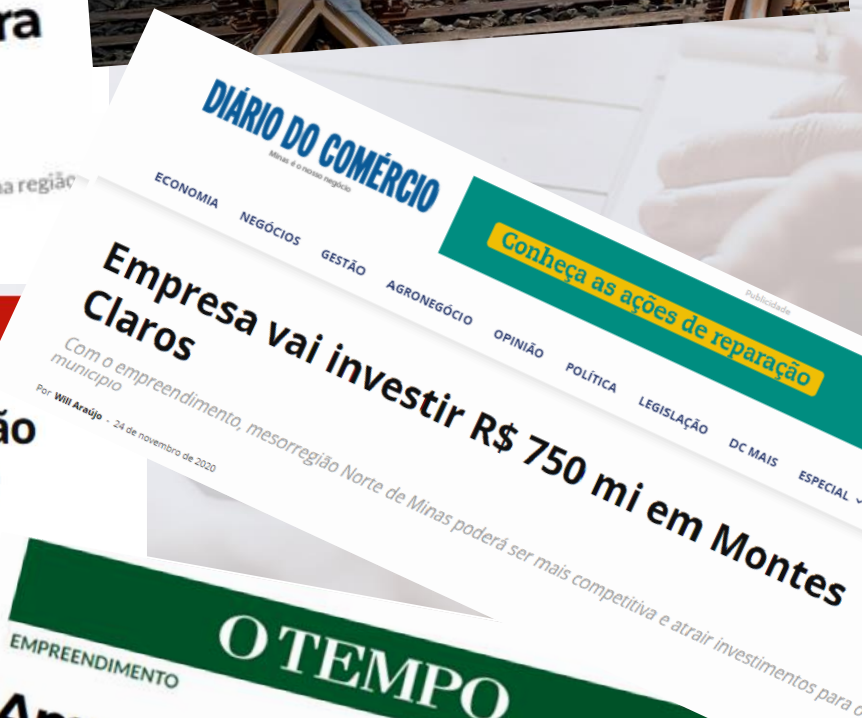 ra
na região
ão
DIÁRIO DO COMÉRCIO
Minas é o nosso negócio
Publicidade
Conheça as ações de reparação
ECONOMIA NEGÓCIOS GESTÃO AGRONEGÓCIO OPINIÃO POLÍTICA LEGISLAÇÃO DC MAIS ESPECIAL
Empresa vai investir R$ 750 mi em Montes
Claros
Com o empreendimento, mesorregião Norte de Minas poderá ser mais competitiva e atrair investimentos para o
municipio
Por Will Araújo - 24 de novembro de 2020
O TEMPO
EMPREENDIMENTO